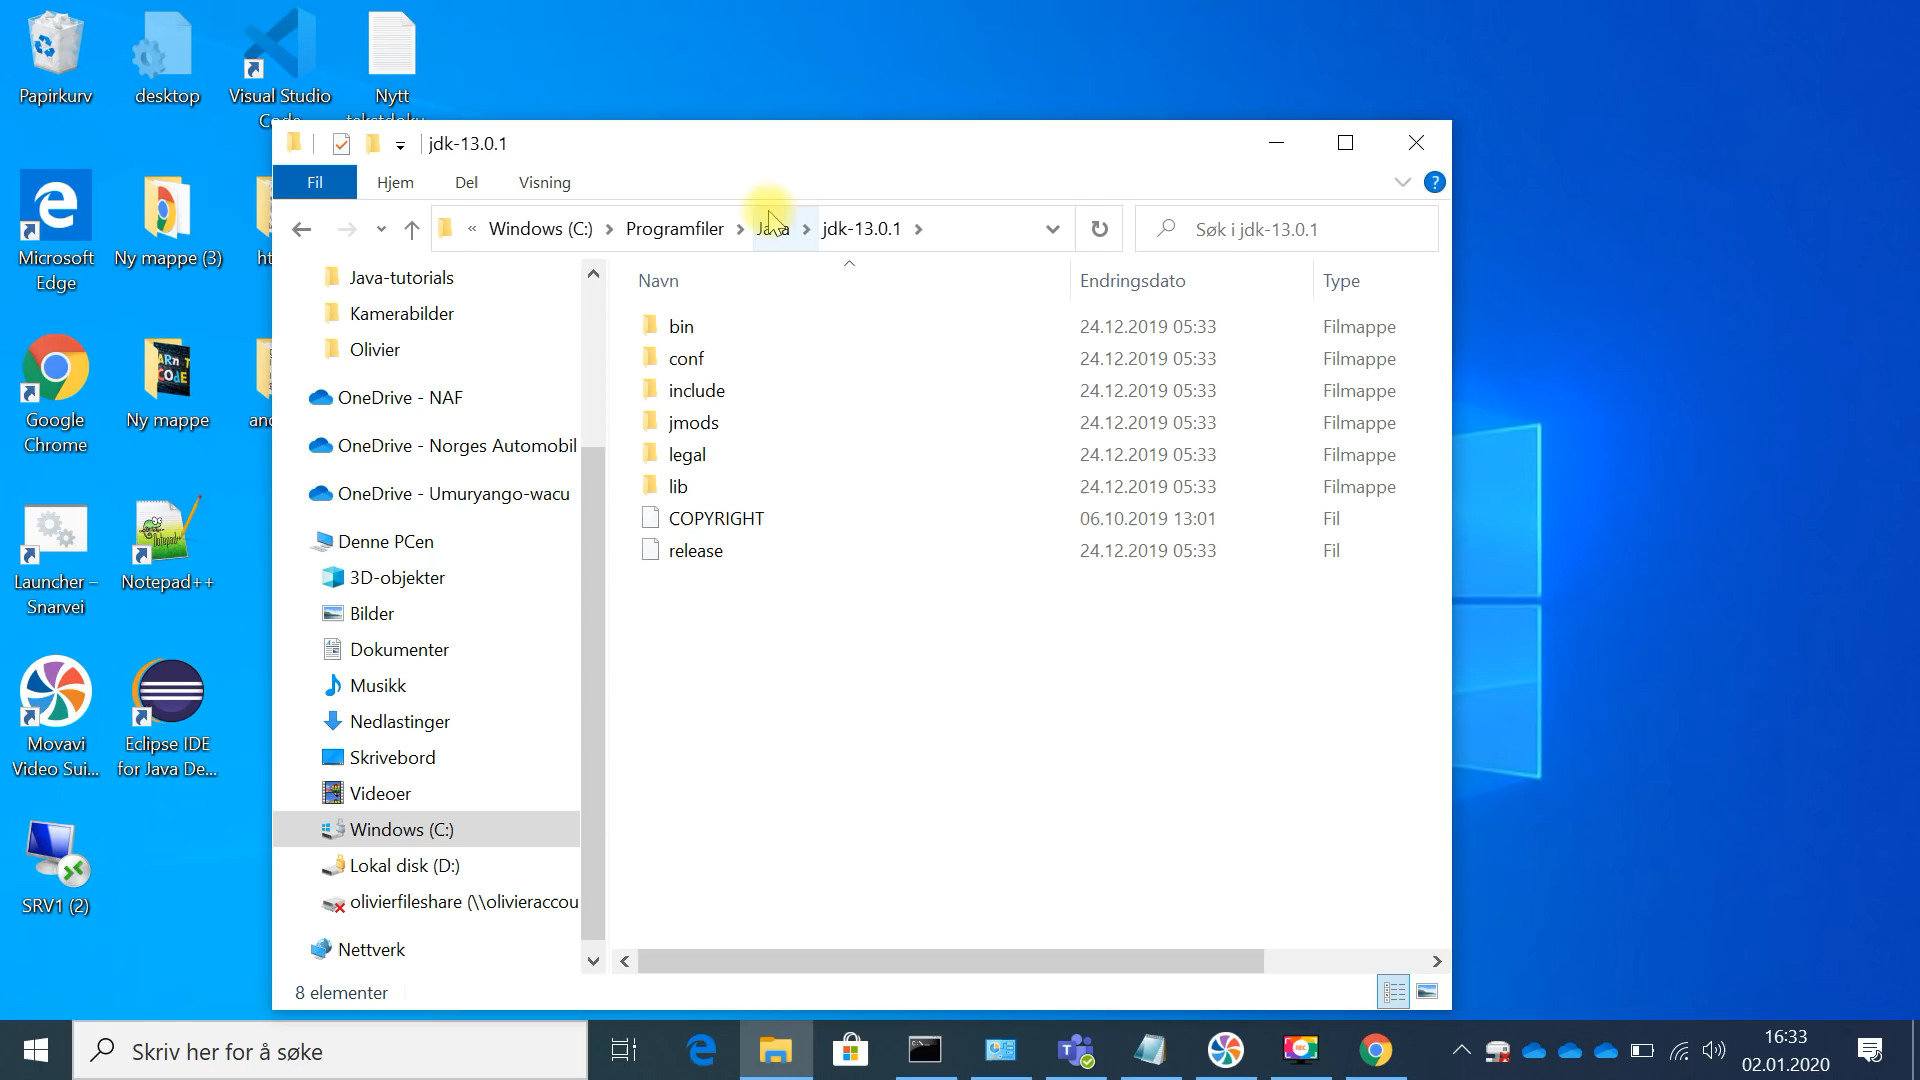 Papirkurv
desktop
Visual Studio
Nytt
jdk-13.0.1
Fil
Hjem
Del
Visning
?
« Windows (C:) > Programfiler > Java > jdk-13.0.1 >
Søk i jdk-13.0.1
Microsoft
Edge
Ny mappe (3)
Google
Chrome
Ny mappe
Launcher –
Snarvei
Notepad++
Movavi
Video Sui...
Eclipse IDE
for Java De...
SRV1 (2)
Java-tutorials
Kamerabilder
Olivier
OneDrive - NAF
OneDrive - Norges Automobil
OneDrive - Umuryango-wacu
Denne PCen
3D-objekter
Bilder
Dokumenter
Musikk
Nedlastinger
Skrivebord
Videoer
Windows (C:)
Lokal disk (D:)
olivierfileshare (\\olivieraccou
Nettverk
Navn
Endringsdato
Type
bin 24.12.2019 05:33 Filmappe
conf 24.12.2019 05:33 Filmappe
include 24.12.2019 05:33 Filmappe
jmods 24.12.2019 05:33 Filmappe
legal 24.12.2019 05:33 Filmappe
lib 24.12.2019 05:33 Filmappe
COPYRIGHT 06.10.2019 13:01 Fil
release 24.12.2019 05:33 Fil
8 elementer
Skriv her for å søke
16:33
02.01.2020